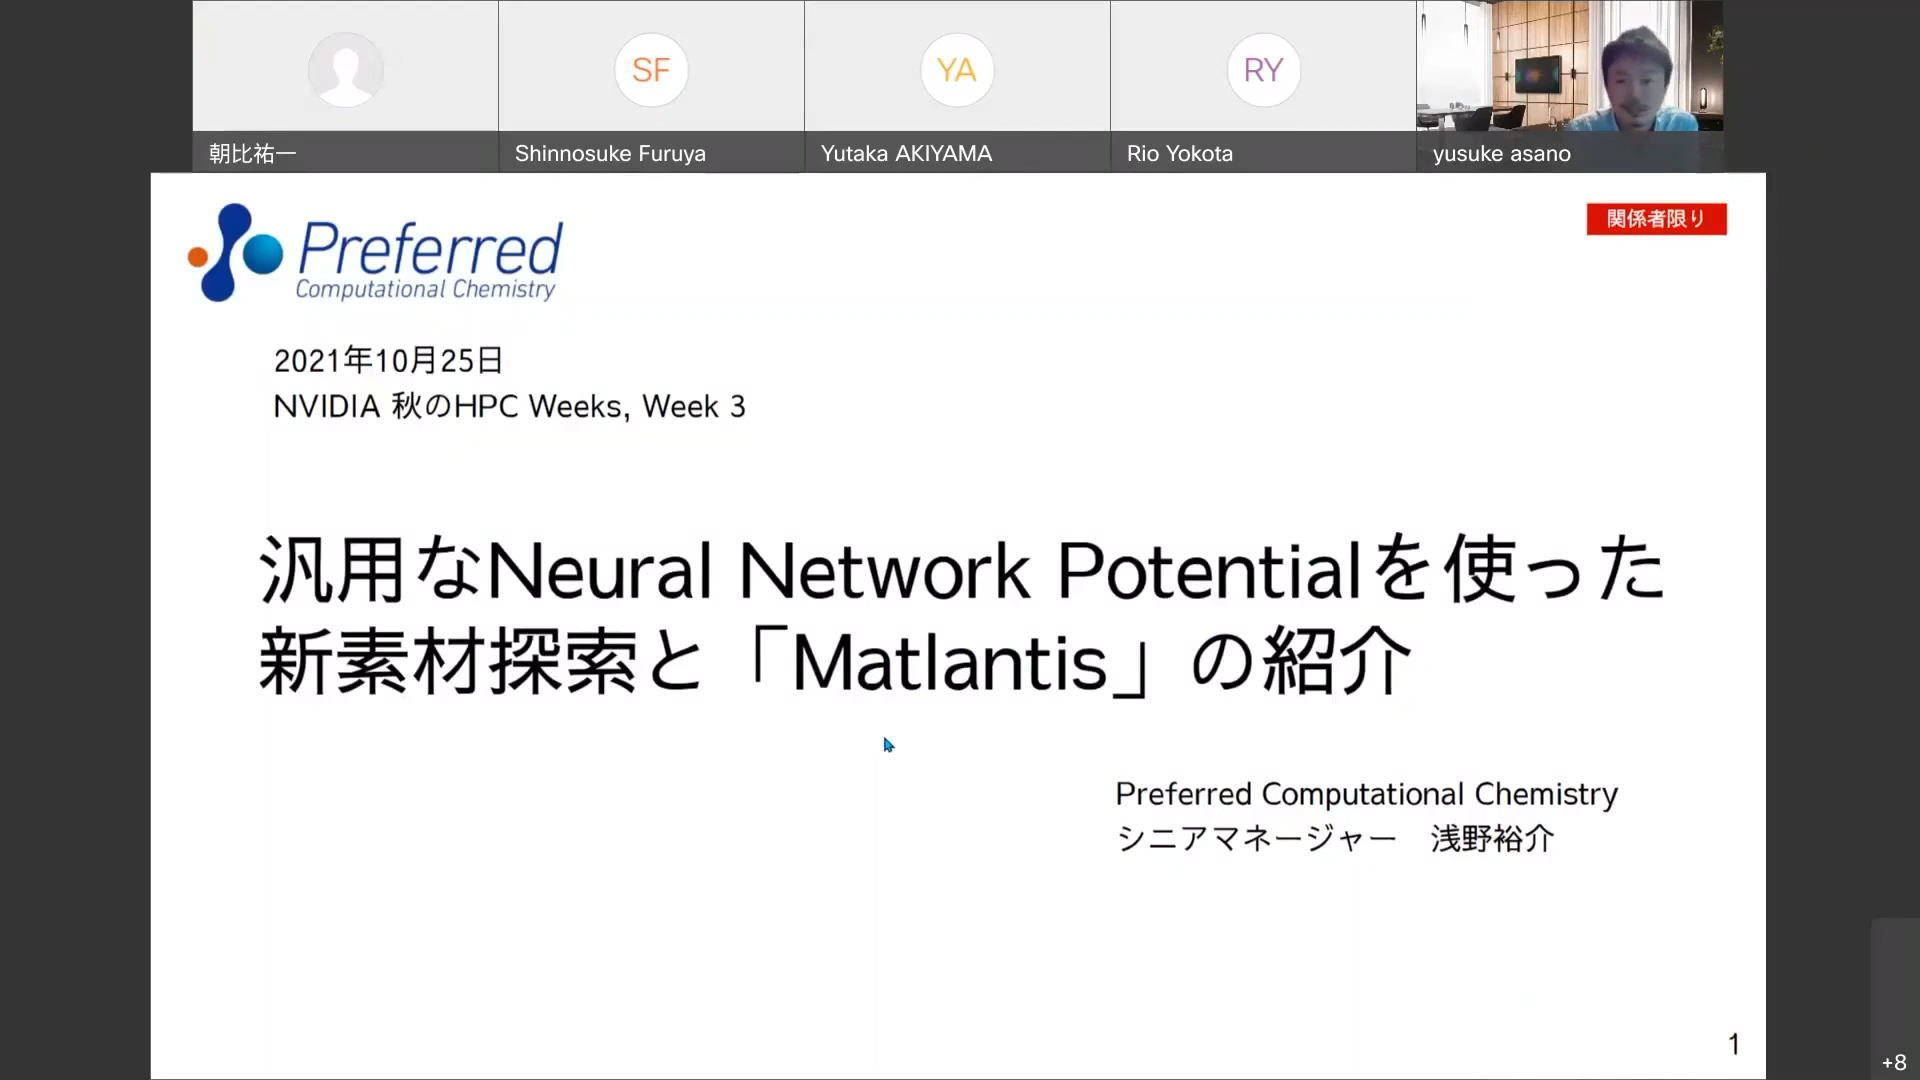 SF
YA
RY
朝比祐一
Shinnosuke Furuya
Yutaka AKIYAMA
Rio Yokota
yusuke asano
Preferred
Computational Chemistry
関係者限り
2021年10月25日
NVIDIA 秋のHPC Weeks, Week 3
汎用なNeural Network Potentialを使った
新素材探索と「Matlantis」の紹介
Preferred Computational Chemistry
シニアマネージャー　浅野裕介
1
+8